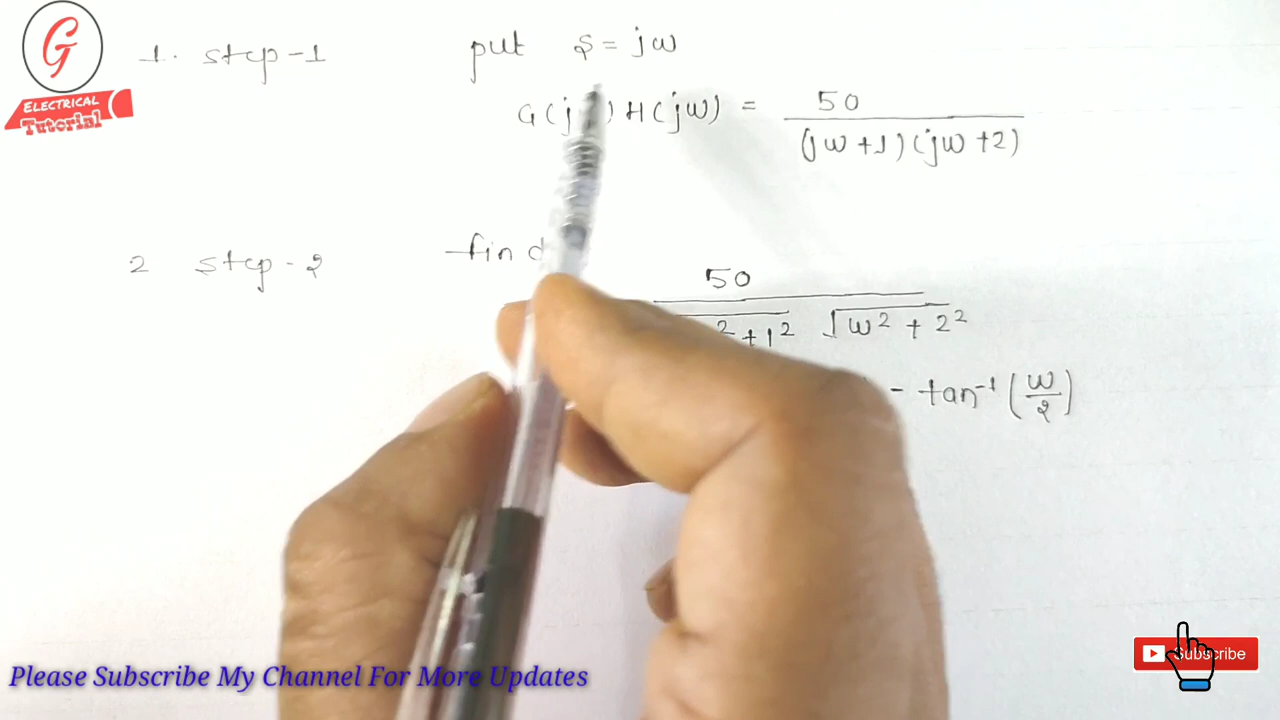 G
ELECTRICAL
Tutorial
1. step-1 put s = jω
G(j )H(jω) = 50
(jω+1)(jω+2)
2 step-2 find
50
²+1² √ω²+2²
- tan⁻¹(ω/2)
Subscribe
Please Subscribe My Channel For More Updates